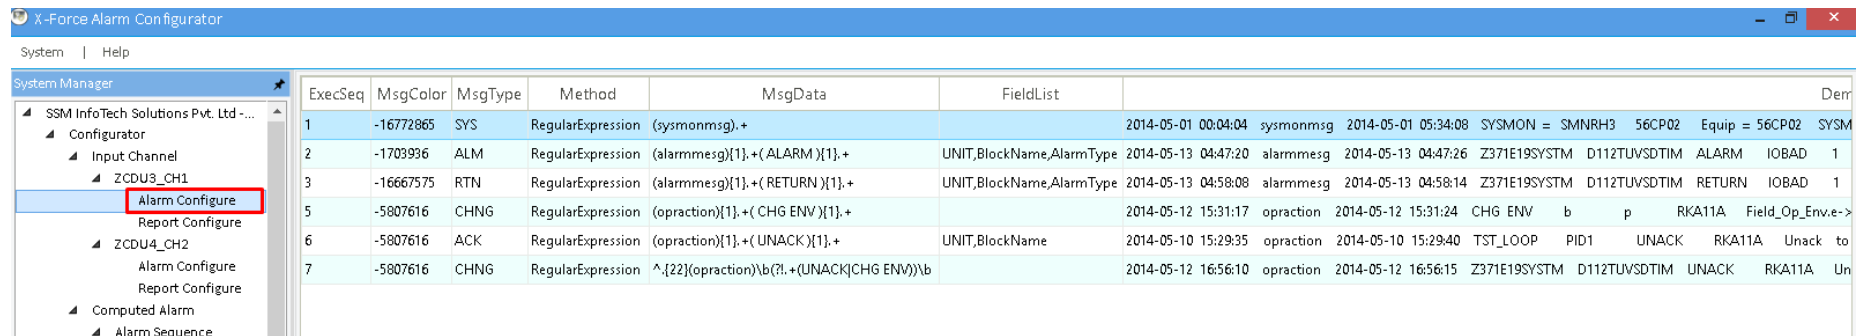 X-Force Alarm Configurator
System | Help
System Manager
SSM InfoTech Solutions Pvt. Ltd -...
Configurator
Input Channel
ZCDU3_CH1
Alarm Configure
Report Configure
ZCDU4_CH2
Alarm Configure
Report Configure
Computed Alarm
Alarm Sequence
ExecSeq MsgColor MsgType Method MsgData FieldList Dem
1 -16772865 SYS RegularExpression (sysmonmsg).+ 2014-05-01 00:04:04 sysmonmsg 2014-05-01 05:34:08 SYSMON = SMNRH3 56CP02 Equip = 56CP02 SYSM
2 -1703936 ALM RegularExpression (alarmmesg){1}.+( ALARM ){1}.+ UNIT,BlockName,AlarmType 2014-05-13 04:47:20 alarmmesg 2014-05-13 04:47:26 Z371E19SYSTM D112TUVSDTIM ALARM IOBAD 1
3 -16667575 RTN RegularExpression (alarmmesg){1}.+( RETURN ){1}.+ UNIT,BlockName,AlarmType 2014-05-13 04:58:08 alarmmesg 2014-05-13 04:58:14 Z371E19SYSTM D112TUVSDTIM RETURN IOBAD 1
5 -5807616 CHNG RegularExpression (opraction){1}.+( CHG ENV ){1}.+ 2014-05-12 15:31:17 opraction 2014-05-12 15:31:24 CHG ENV b p RKA11A Field_Op_Env.e->
6 -5807616 ACK RegularExpression (opraction){1}.+( UNACK ){1}.+ UNIT,BlockName 2014-05-10 15:29:35 opraction 2014-05-10 15:29:40 TST_LOOP PID1 UNACK RKA11A Unack to
7 -5807616 CHNG RegularExpression ^.{22}(opraction)\b(?!.+(UNACK|CHG ENV))\b 2014-05-12 16:56:10 opraction 2014-05-12 16:56:15 Z371E19SYSTM D112TUVSDTIM UNACK RKA11A Un